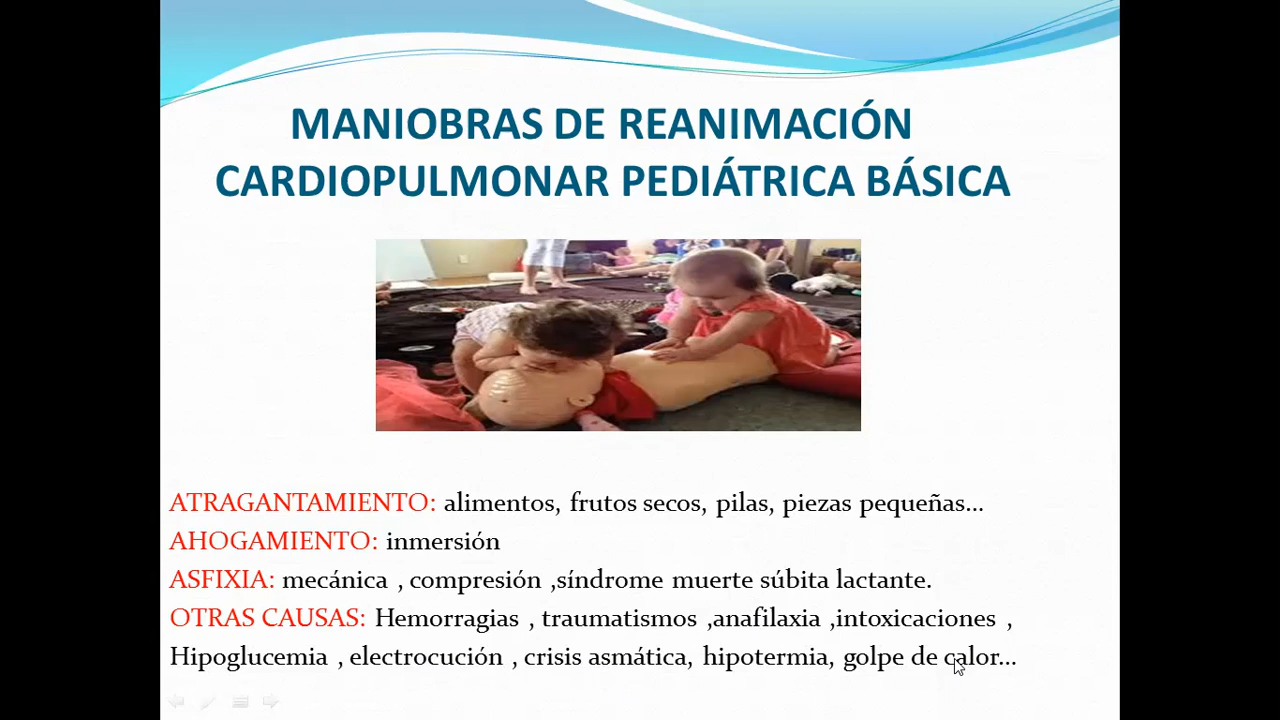 MANIOBRAS DE REANIMACIÓN
CARDIOPULMONAR PEDIÁTRICA BÁSICA
ATRAGANTAMIENTO: alimentos, frutos secos, pilas, piezas pequeñas...
AHOGAMIENTO: inmersión
ASFIXIA: mecánica , compresión ,síndrome muerte súbita lactante.
OTRAS CAUSAS: Hemorragias , traumatismos ,anafilaxia ,intoxicaciones ,
Hipoglucemia , electrocución , crisis asmática, hipotermia, golpe de calor...